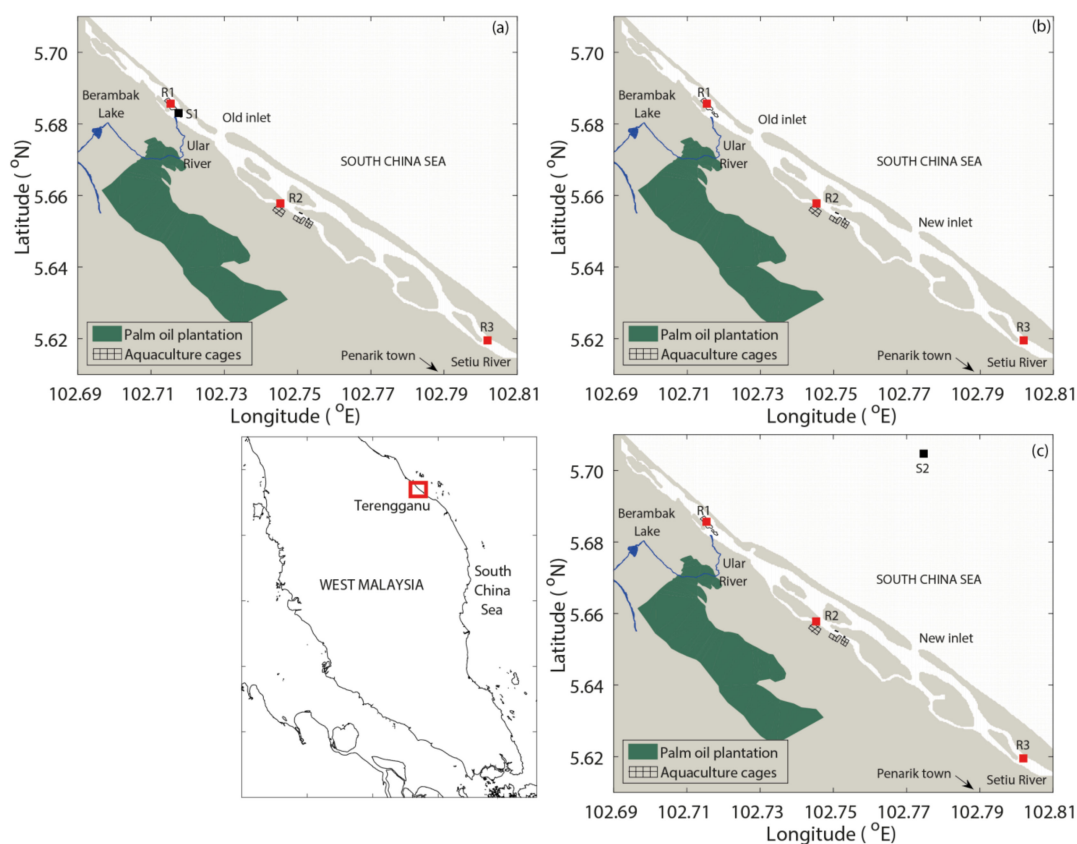 (a)
5.70
5.68
5.66
5.64
5.62
Latitude (°N)
Berambak
Lake
R1
S1
Old inlet
Ular
River
SOUTH CHINA SEA
R2
R3
Palm oil plantation
Aquaculture cages
Penarik town
Setiu River
102.69 102.71 102.73 102.75 102.77 102.79 102.81
Longitude ( °E)
(b)
5.70
5.68
5.66
5.64
5.62
Latitude (°N)
Berambak
Lake
R1
Old inlet
Ular
River
SOUTH CHINA SEA
R2
New inlet
R3
Palm oil plantation
Aquaculture cages
Penarik town
Setiu River
102.69 102.71 102.73 102.75 102.77 102.79 102.81
Longitude ( °E)
Terengganu
WEST MALAYSIA
South
China
Sea
(c)
5.70
5.68
5.66
5.64
5.62
Latitude (°N)
S2
Berambak
Lake
R1
Ular
River
SOUTH CHINA SEA
R2
New inlet
R3
Palm oil plantation
Aquaculture cages
Penarik town
Setiu River
102.69 102.71 102.73 102.75 102.77 102.79 102.81
Longitude ( °E)